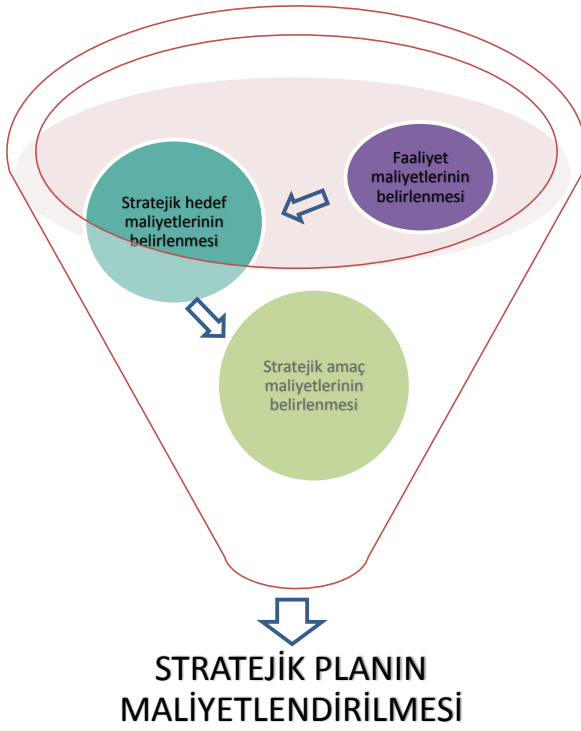 Faaliyet
maliyetlerinin
belirlenmesi
Stratejik hedef
maliyetlerinin
belirlenmesi
Stratejik amaç
maliyetlerinin
belirlenmesi
STRATEJİK PLANIN
MALİYETLENDİRİLMESİ